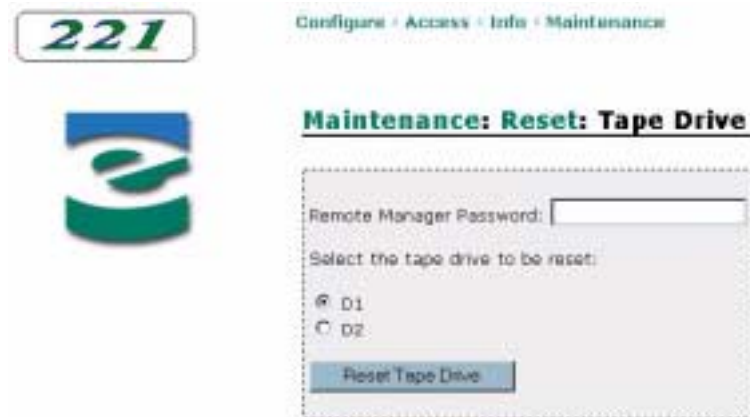 221
Configure · Access · Info · Maintenance
Maintenance: Reset: Tape Drive
Remote Manager Password:
Select the tape drive to be reset:
D1
D2
Reset Tape Drive